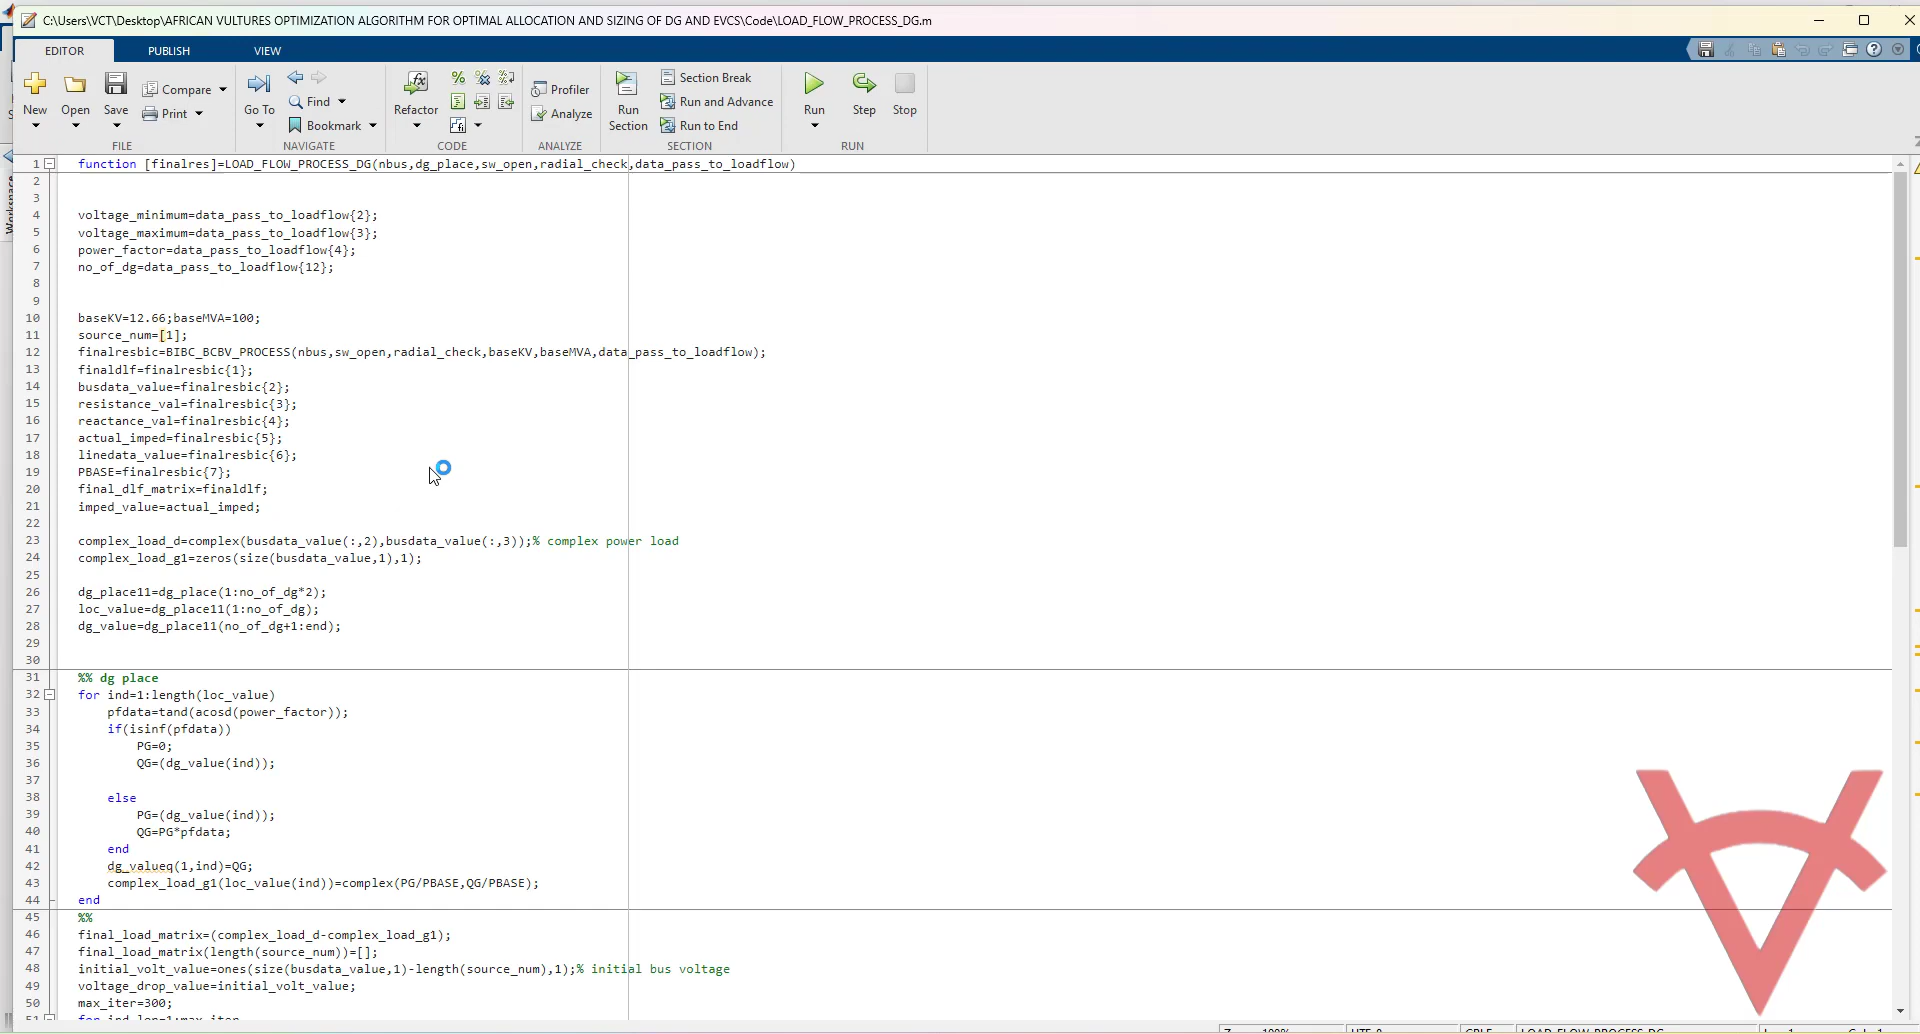 C:\Users\VCT\Desktop\AFRICAN VULTURES OPTIMIZATION ALGORITHM FOR OPTIMAL ALLOCATION AND SIZING OF DG AND EVCS\Code\LOAD_FLOW_PROCESS_DG.m
EDITOR PUBLISH VIEW
New Open Save Compare Print FILE
Go To Find Bookmark NAVIGATE
Refactor CODE
Profiler Analyze ANALYZE
Run Section Section Break Run and Advance Run to End SECTION
Run Step Stop RUN
Workspace
1 function [finalres]=LOAD_FLOW_PROCESS_DG(nbus,dg_place,sw_open,radial_check,data_pass_to_loadflow)
2
3
4 voltage_minimum=data_pass_to_loadflow{2};
5 voltage_maximum=data_pass_to_loadflow{3};
6 power_factor=data_pass_to_loadflow{4};
7 no_of_dg=data_pass_to_loadflow{12};
8
9
10 baseKV=12.66;baseMVA=100;
11 source_num=[1];
12 finalresbic=BIBC_BCBV_PROCESS(nbus,sw_open,radial_check,baseKV,baseMVA,data_pass_to_loadflow);
13 finaldlf=finalresbic{1};
14 busdata_value=finalresbic{2};
15 resistance_val=finalresbic{3};
16 reactance_val=finalresbic{4};
17 actual_imped=finalresbic{5};
18 linedata_value=finalresbic{6};
19 PBASE=finalresbic{7};
20 final_dlf_matrix=finaldlf;
21 imped_value=actual_imped;
22
23 complex_load_d=complex(busdata_value(:,2),busdata_value(:,3));% complex power load
24 complex_load_g1=zeros(size(busdata_value,1),1);
25
26 dg_place11=dg_place(1:no_of_dg*2);
27 loc_value=dg_place11(1:no_of_dg);
28 dg_value=dg_place11(no_of_dg+1:end);
29
30
31 %% dg place
32 for ind=1:length(loc_value)
33 pfdata=tand(acosd(power_factor));
34 if(isinf(pfdata))
35 PG=0;
36 QG=(dg_value(ind));
37
38 else
39 PG=(dg_value(ind));
40 QG=PG*pfdata;
41 end
42 dg_valueq(1,ind)=QG;
43 complex_load_g1(loc_value(ind))=complex(PG/PBASE,QG/PBASE);
44 end
45 %%
46 final_load_matrix=(complex_load_d-complex_load_g1);
47 final_load_matrix(length(source_num))=[];
48 initial_volt_value=ones(size(busdata_value,1)-length(source_num),1);% initial bus voltage
49 voltage_drop_value=initial_volt_value;
50 max_iter=300;